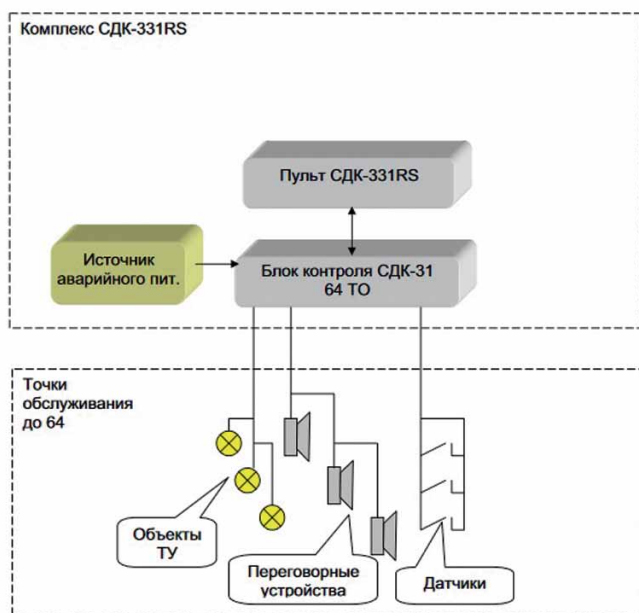 Комплекс СДК-331RS
Пульт СДК-331RS
Источник
аварийного пит.
Блок контроля СДК-31
64 ТО
Точки
обслуживания
до 64
Объекты
ТУ
Переговорные
устройства
Датчики